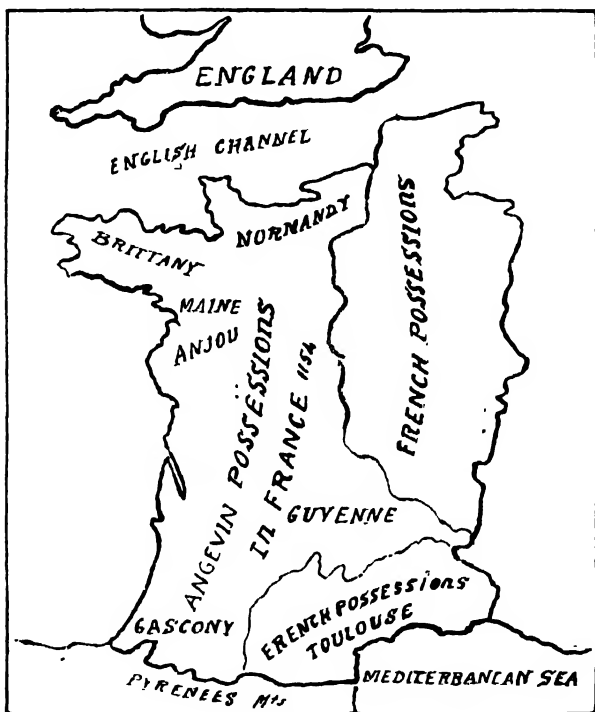 ENGLAND
ENGLISH CHANNEL
NORMANDY
BRITTANY
MAINE
ANJOU
ANGEVIN POSSESSIONS
In FRANCE 1154
FRENCH POSSESSIONS
GUYENNE
GASCONY
FRENCH POSSESSIOnS
TOULOUSE
PYRENEES Mts
MEDITERRANEAN SEA